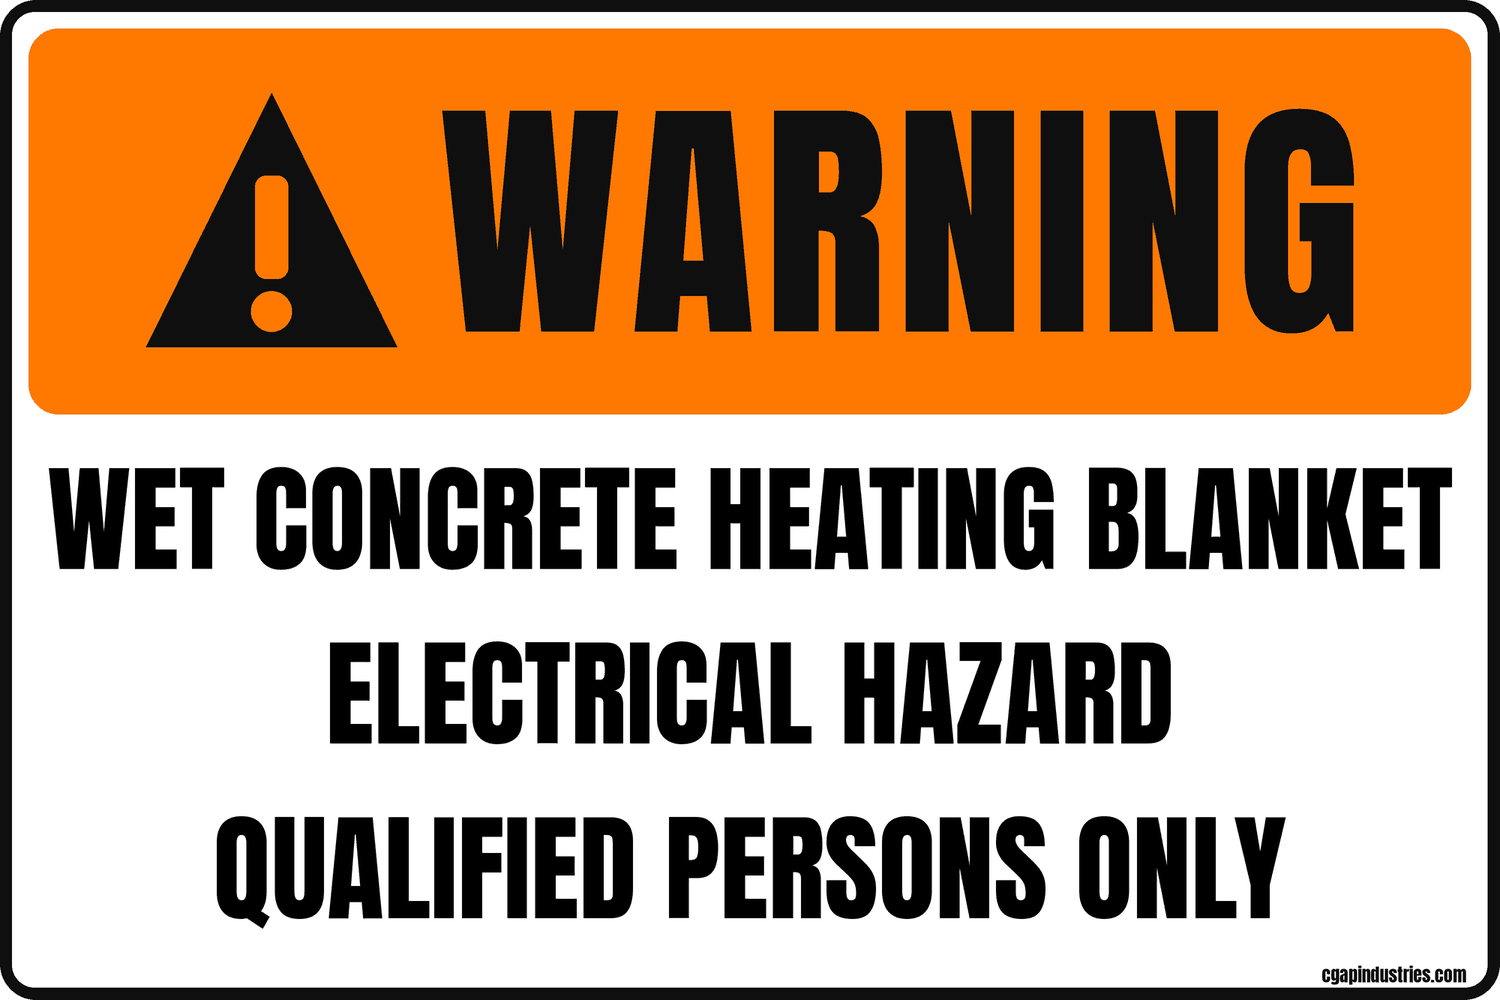 WARNING
WET CONCRETE HEATING BLANKET
ELECTRICAL HAZARD
QUALIFIED PERSONS ONLY
cgapindustries.com